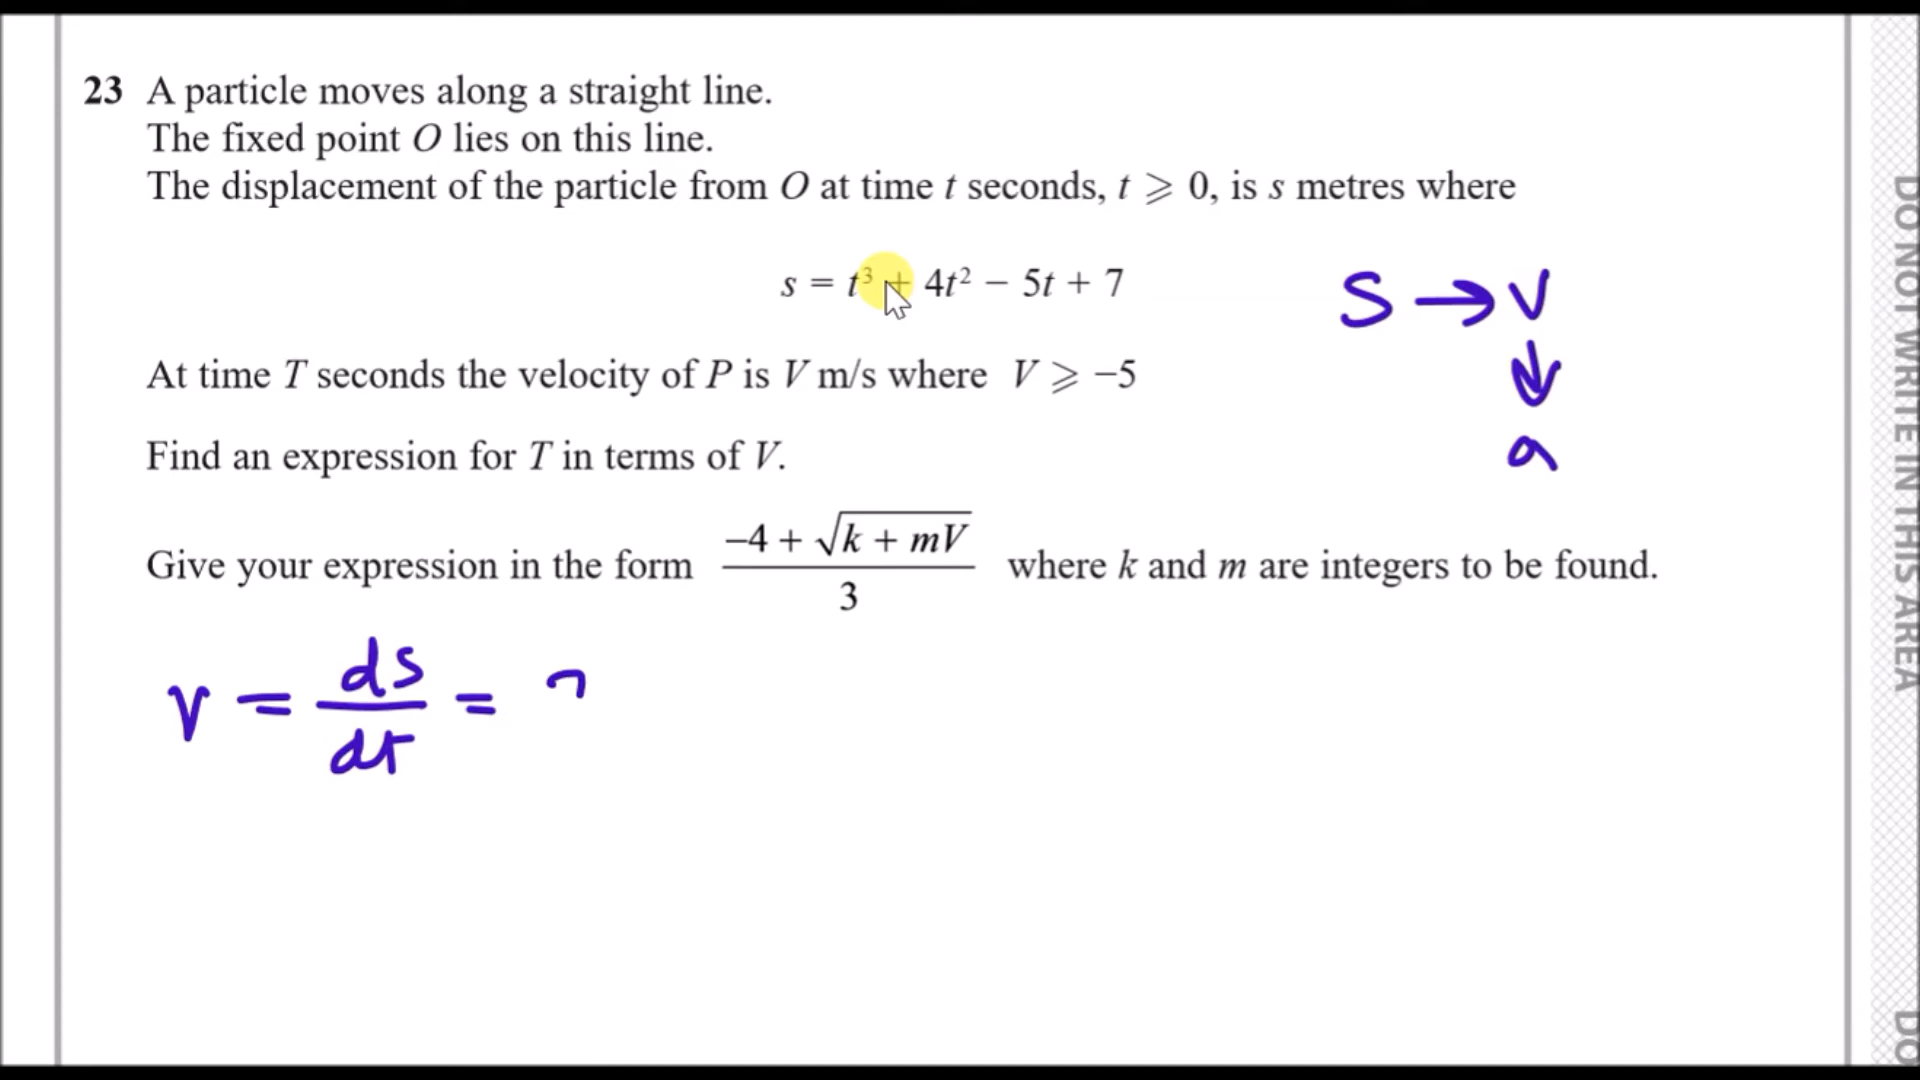 23 A particle moves along a straight line.
The fixed point O lies on this line.
The displacement of the particle from O at time t seconds, t ⩾ 0, is s metres where
s = t³ + 4t² − 5t + 7
S → V
↓
a
At time T seconds the velocity of P is V m/s where V ⩾ −5
Find an expression for T in terms of V.
Give your expression in the form (−4 + √(k + mV))/3 where k and m are integers to be found.
v = ds/dt =
DO NOT WRITE IN THIS AREA
DO